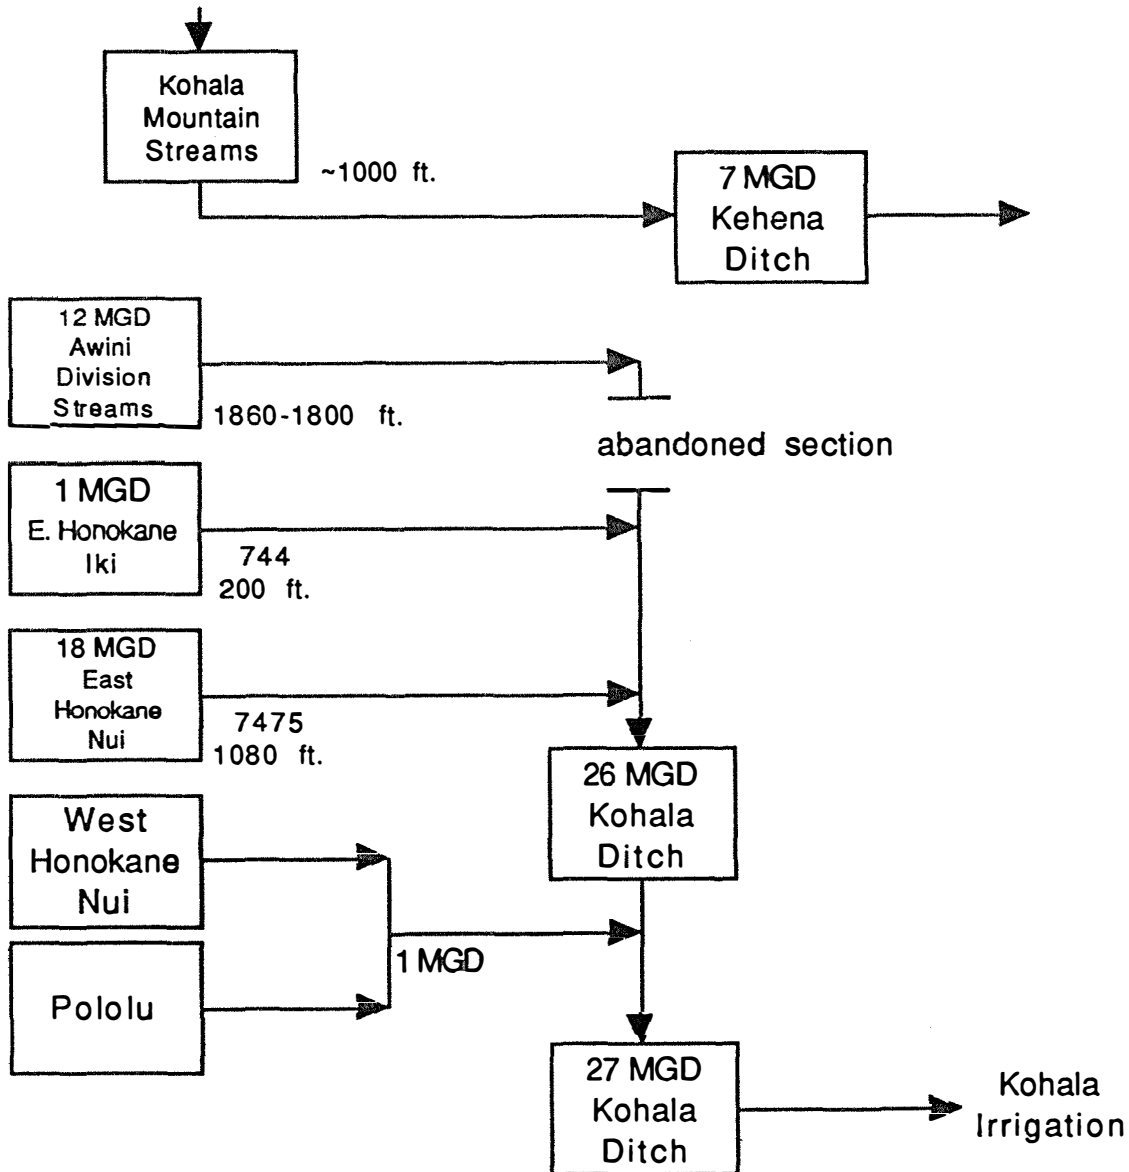 Kohala
Mountain
Streams
~1000 ft.
7 MGD
Kehena
Ditch
12 MGD
Awini
Division
Streams
1860-1800 ft.
abandoned section
1 MGD
E. Honokane
Iki
744
200 ft.
18 MGD
East
Honokane
Nui
7475
1080 ft.
26 MGD
Kohala
Ditch
West
Honokane
Nui
Pololu
1 MGD
27 MGD
Kohala
Ditch
Kohala
Irrigation